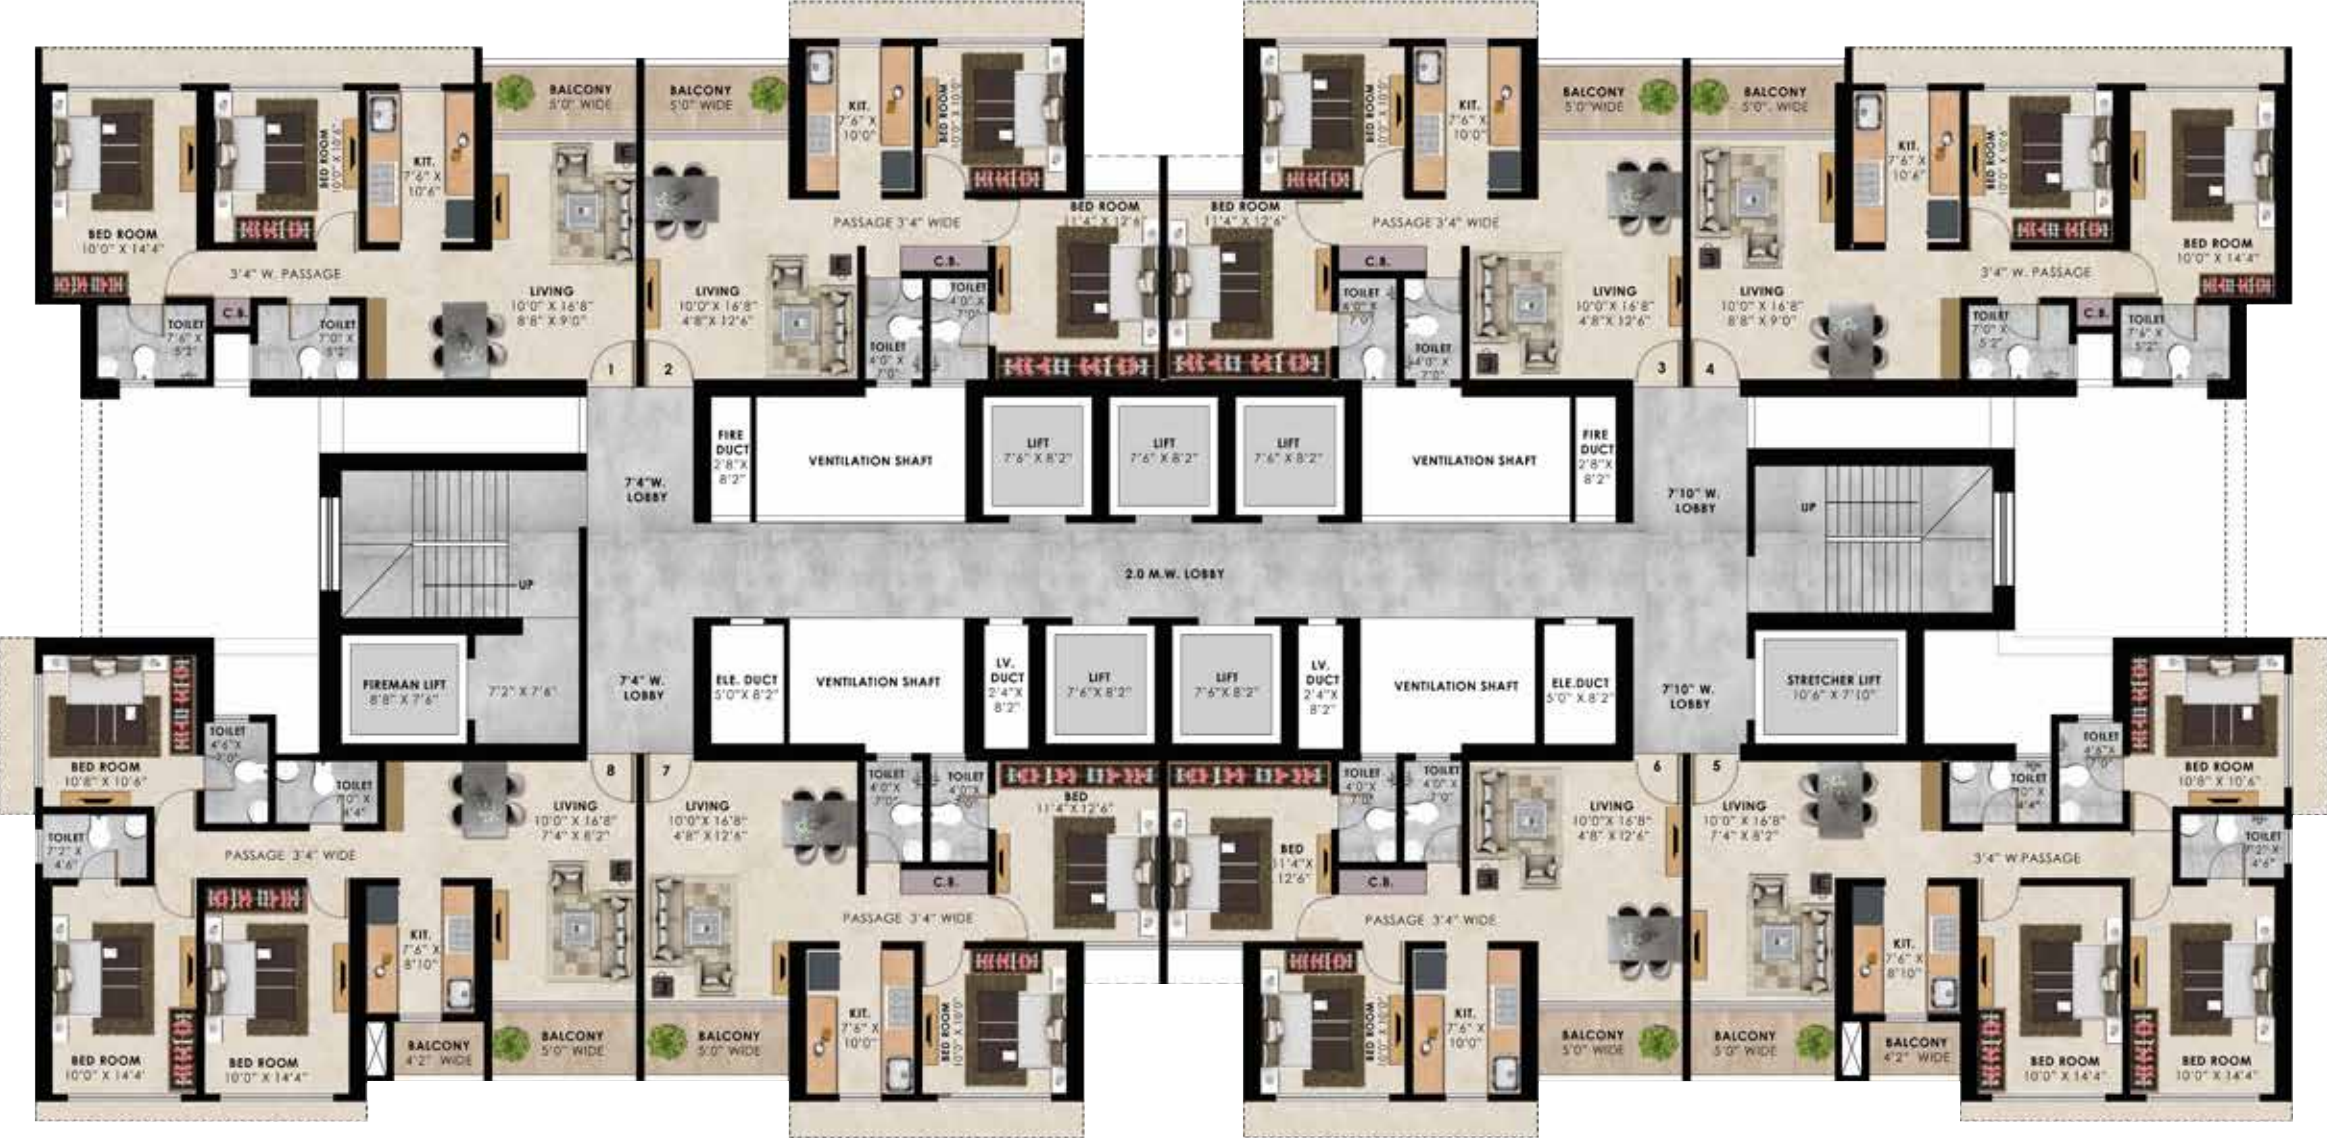 BALCONY
5'0" WIDE
BALCONY
5'0" WIDE
KIT.
7'6" X
10'0"
BED ROOM
10'0" X 10'0"
BED ROOM
10'0" X 10'0"
KIT.
7'6" X
10'0"
BALCONY
5'0"WIDE
BALCONY
5'0". WIDE
BED ROOM
10'0" X 14'4"
BED ROOM
10'0" X 10'6"
KIT.
7'6" X
10'6"
KIT.
7'6" X
10'6"
BED ROOM
10'0" X 10'6"
BED ROOM
10'0" X 14'4"
PASSAGE 3'4" WIDE
BED ROOM
11'4" X 12'6"
BED ROOM
11'4" X 12'6"
PASSAGE 3'4" WIDE
3'4" W. PASSAGE
C.B.
C.B.
3'4" W. PASSAGE
LIVING
10'0" X 16'8"
8'8" X 9'0"
LIVING
10'0" X 16'8"
4'8"X 12'6"
TOILET
4'0" X
7'0"
TOILET
4'0" X
7'0"
TOILET
4'0" X
7'0"
TOILET
4'0" X
7'0"
LIVING
10'0"X 16'8"
4'8"X 12'6"
LIVING
10'0" X 16'8"
8'8" X 9'0"
TOILET
7'6" X
5'2"
C.B.
TOILET
7'0" X
5'2"
TOILET
7'0" X
5'2"
C.B.
TOILET
7'6" X
5'2"
1
2
3
4
FIRE
DUCT
2'8"X
8'2"
VENTILATION SHAFT
LIFT
7'6" X 8'2"
LIFT
7'6" X 8'2"
LIFT
7'6" X 8'2"
VENTILATION SHAFT
FIRE
DUCT
2'8"X
8'2"
7'4"W.
LOBBY
7'10" W.
LOBBY
UP
UP
2.0 M.W. LOBBY
FIREMAN LIFT
8'8" X 7'6"
7'2" X 7'6"
7'4" W.
LOBBY
ELE. DUCT
5'0"X 8'2"
VENTILATION SHAFT
LV.
DUCT
2'4"X
8'2"
LIFT
7'6"X 8'2"
LIFT
7'6"X 8'2"
LV.
DUCT
2'4"X
8'2"
VENTILATION SHAFT
ELE.DUCT
5'0" X 8'2"
7'10" W.
LOBBY
STRETCHER LIFT
10'6" X 7'10"
BED ROOM
10'8" X 10'6"
TOILET
4'6"X
7'0"
TOILET
7'0" X
4'4"
8
7
6
5
TOILET
7'0" X
4'4"
TOILET
4'6"X
7'0"
BED ROOM
10'8" X 10'6"
TOILET
7'2" X
4'6"
LIVING
10'0"X 16'8"
7'4" X 8'2"
LIVING
10'0"X 16'8"
4'8" X 12'6"
TOILET
4'0"X
7'0"
TOILET
4'0"X
BED
11'4"X 12'6"
BED
11'4"X
12'6"
TOILET
4'0"X
7'0"
TOILET
4'0"X
7'0"
LIVING
10'0"X 16'8"
4'8" X 12'6"
LIVING
10'0" X 16'8"
7'4" X 8'2"
TOILET
7'2" X
4'6"
PASSAGE 3'4" WIDE
C.B.
C.B.
3'4" W.PASSAGE
PASSAGE 3'4" WIDE
PASSAGE 3'4" WIDE
KIT.
7'6" X
8'10"
KIT.
7'6" X
8'10"
BED ROOM
10'0" X 14'4"
BED ROOM
10'0" X 14'4"
BALCONY
4'2" WIDE
BALCONY
5'0" WIDE
BALCONY
5'0" WIDE
KIT.
7'6" X
10'0"
BED ROOM
10'0" X 10'0"
BED ROOM
10'0" X 10'0"
KIT.
7'6" X
10'0"
BALCONY
5'0" WIDE
BALCONY
5'0" WIDE
BALCONY
4'2" WIDE
BED ROOM
10'0" X 14'4"
BED ROOM
10'0" X 14'4"